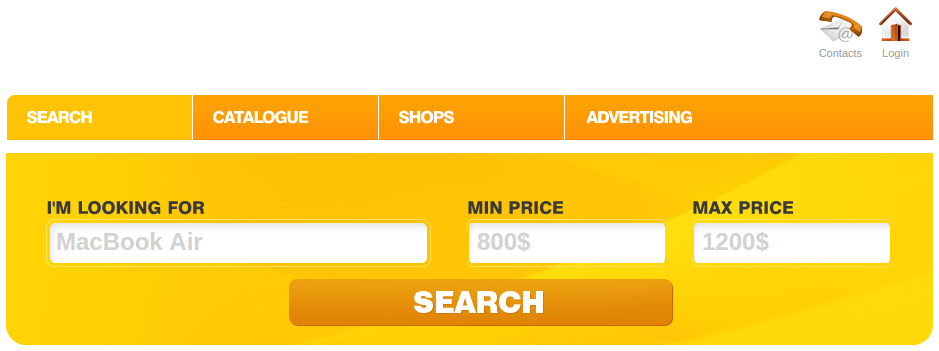 Contacts Login
SEARCH CATALOGUE SHOPS ADVERTISING
I'M LOOKING FOR MIN PRICE MAX PRICE
MacBook Air 800$ 1200$
SEARCH